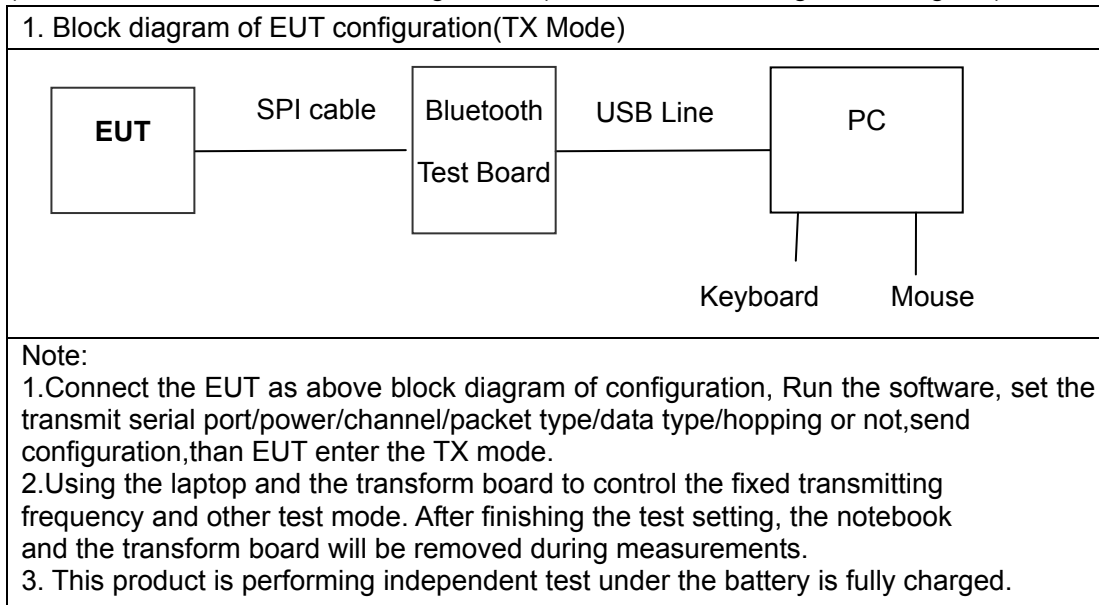 1. Block diagram of EUT configuration(TX Mode)
EUT
SPI cable
Bluetooth
Test Board
USB Line
PC
Keyboard
Mouse
Note:
1.Connect the EUT as above block diagram of configuration, Run the software, set the
transmit serial port/power/channel/packet type/data type/hopping or not,send
configuration,than EUT enter the TX mode.
2.Using the laptop and the transform board to control the fixed transmitting
frequency and other test mode. After finishing the test setting, the notebook
and the transform board will be removed during measurements.
3. This product is performing independent test under the battery is fully charged.